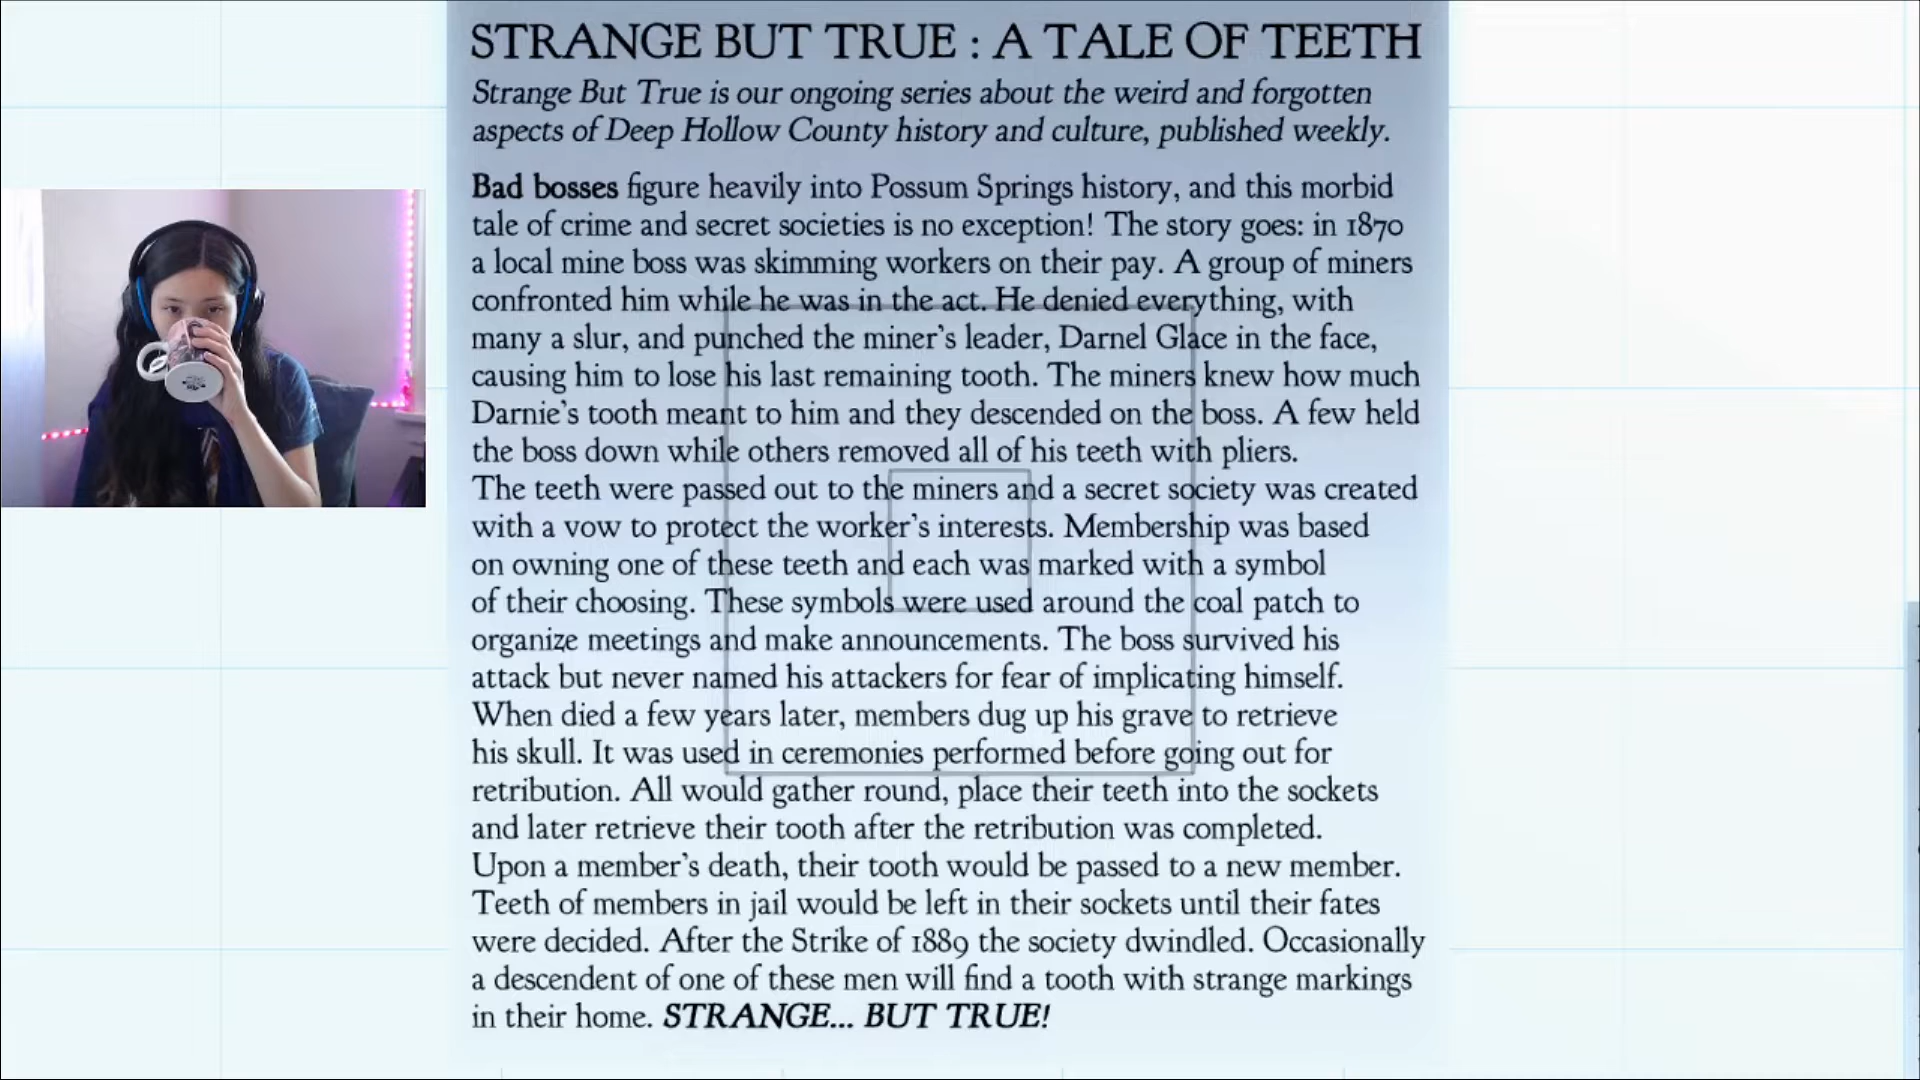 STRANGE BUT TRUE : A TALE OF TEETH
Strange But True is our ongoing series about the weird and forgotten
aspects of Deep Hollow County history and culture, published weekly.
Bad bosses figure heavily into Possum Springs history, and this morbid
tale of crime and secret societies is no exception! The story goes: in 1870
a local mine boss was skimming workers on their pay. A group of miners
confronted him while he was in the act. He denied everything, with
many a slur, and punched the miner's leader, Darnel Glace in the face,
causing him to lose his last remaining tooth. The miners knew how much
Darnie's tooth meant to him and they descended on the boss. A few held
the boss down while others removed all of his teeth with pliers.
The teeth were passed out to the miners and a secret society was created
with a vow to protect the worker's interests. Membership was based
on owning one of these teeth and each was marked with a symbol
of their choosing. These symbols were used around the coal patch to
organize meetings and make announcements. The boss survived his
attack but never named his attackers for fear of implicating himself.
When died a few years later, members dug up his grave to retrieve
his skull. It was used in ceremonies performed before going out for
retribution. All would gather round, place their teeth into the sockets
and later retrieve their tooth after the retribution was completed.
Upon a member's death, their tooth would be passed to a new member.
Teeth of members in jail would be left in their sockets until their fates
were decided. After the Strike of 1889 the society dwindled. Occasionally
a descendent of one of these men will find a tooth with strange markings
in their home. STRANGE... BUT TRUE!